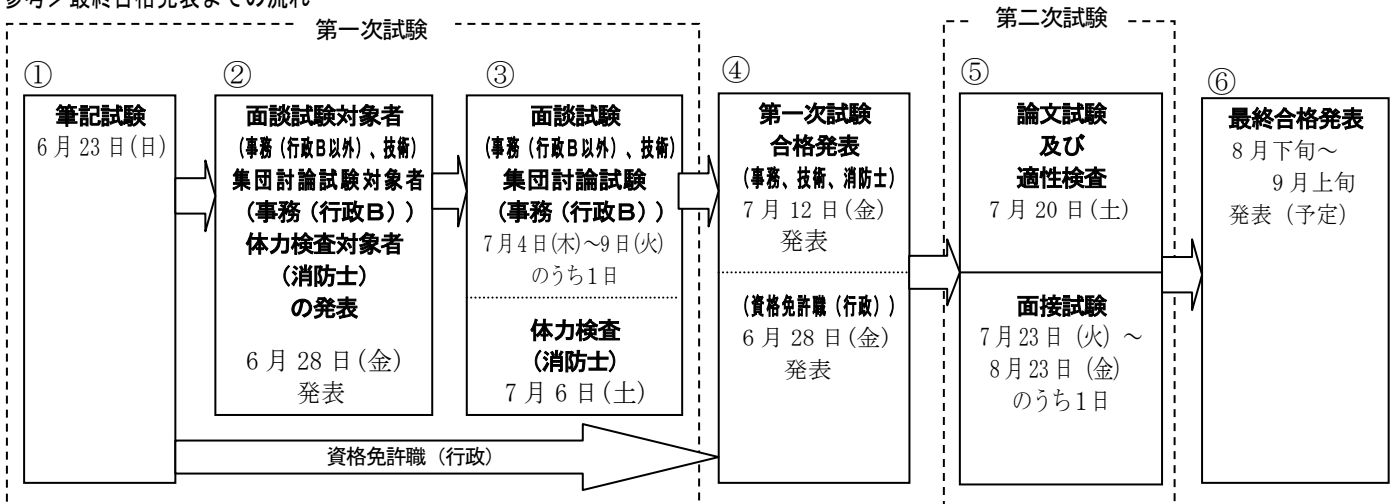 参考>最終合格発表までの流れ
第一次試験
①
筆記試験
6月23日(日)
②
面談試験対象者
(事務(行政B以外)、技術)
集団討論試験対象者
(事務(行政B))
体力検査対象者
(消防士)
の発表
6月28日(金)
発表
③
面談試験
(事務(行政B以外)、技術)
集団討論試験
(事務(行政B))
7月4日(木)~9日(火)
のうち1日
体力検査
(消防士)
7月6日(土)
資格免許職(行政)
④
第一次試験
合格発表
(事務、技術、消防士)
7月12日(金)
発表
(資格免許職(行政))
6月28日(金)
発表
第二次試験
⑤
論文試験
及び
適性検査
7月20日(土)
面接試験
7月23日(火)~
8月23日(金)
のうち1日
⑥
最終合格発表
8月下旬~
9月上旬
発表(予定)